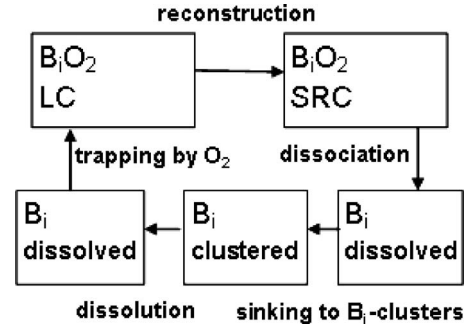 reconstruction
BᵢO₂
LC
BᵢO₂
SRC
trapping by O₂
dissociation
Bᵢ
dissolved
Bᵢ
clustered
Bᵢ
dissolved
dissolution
sinking to Bᵢ-clusters